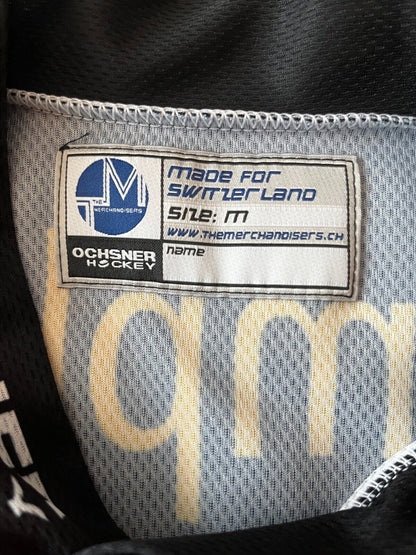 THE
MERCHANDISERS
MADE FOR
SWITZERLAND
SIZE: M
WWW.THEMERCHANDISERS.CH
OCHSNER
HOCKEY
NAME